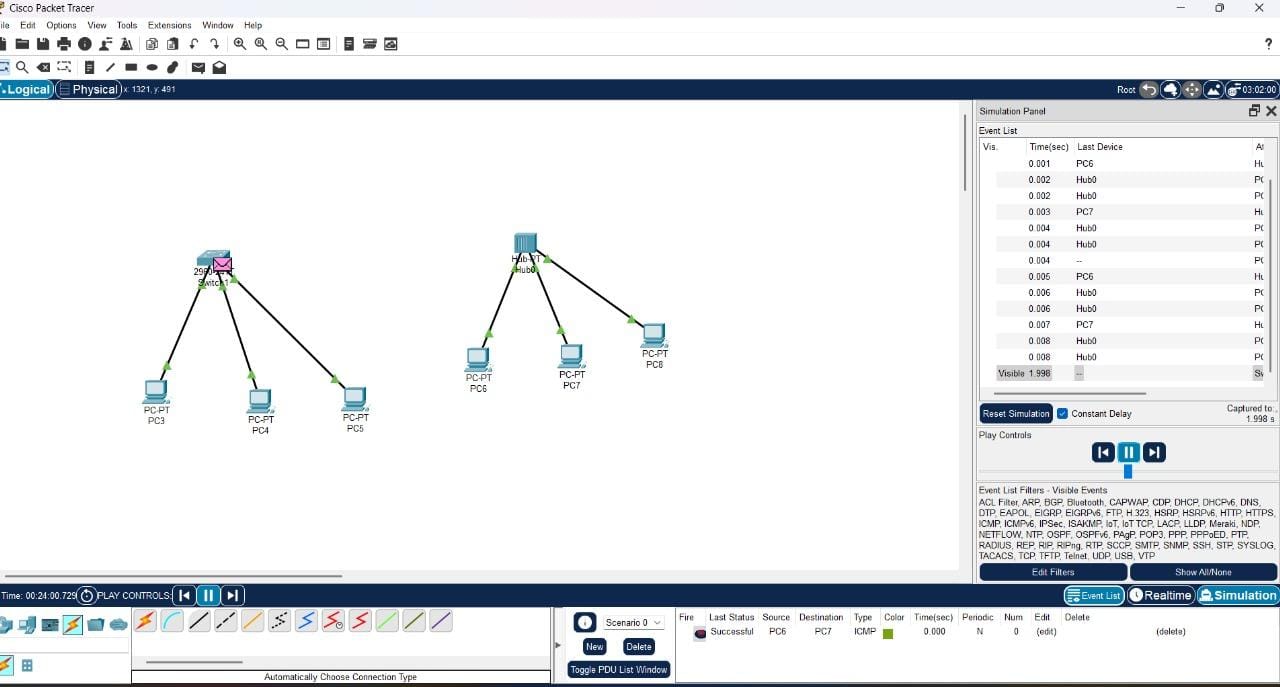 Cisco Packet Tracer
ile Edit Options View Tools Extensions Window Help
?
Logical Physical x: 1321, y: 491
Root 03:02:00
Simulation Panel
Event List
Vis. Time(sec) Last Device At
0.001 PC6 Hu
0.002 Hub0 PC
0.002 Hub0 PC
0.003 PC7 Hu
0.004 Hub0 PC
0.004 Hub0 PC
0.004 -- PC
0.005 PC6 Hu
0.006 Hub0 PC
0.006 Hub0 PC
0.007 PC7 Hu
0.008 Hub0 PC
0.008 Hub0 PC
Visible 1.998 -- Sw
Reset Simulation Constant Delay Captured to:
1.998 s
Play Controls
Event List Filters - Visible Events
ACL Filter, ARP, BGP, Bluetooth, CAPWAP, CDP, DHCP, DHCPv6, DNS,
DTP, EAPOL, EIGRP, EIGRPv6, FTP, H.323, HSRP, HSRPv6, HTTP, HTTPS,
ICMP, ICMPv6, IPSec, ISAKMP, IoT, IoT TCP, LACP, LLDP, Meraki, NDP,
NETFLOW, NTP, OSPF, OSPFv6, PAgP, POP3, PPP, PPPoED, PTP,
RADIUS, REP, RIP, RIPng, RTP, SCCP, SMTP, SNMP, SSH, STP, SYSLOG,
TACACS, TCP, TFTP, Telnet, UDP, USB, VTP
Edit Filters Show All/None
Switch1
Hub-PT
Hub0
PC-PT
PC3
PC-PT
PC4
PC-PT
PC5
PC-PT
PC6
PC-PT
PC7
PC-PT
PC8
Time: 00:24:00.729 PLAY CONTROLS:
Event List Realtime Simulation
Scenario 0
New Delete
Toggle PDU List Window
Fire Last Status Source Destination Type Color Time(sec) Periodic Num Edit Delete
Successful PC6 PC7 ICMP 0.000 N 0 (edit) (delete)
Automatically Choose Connection Type